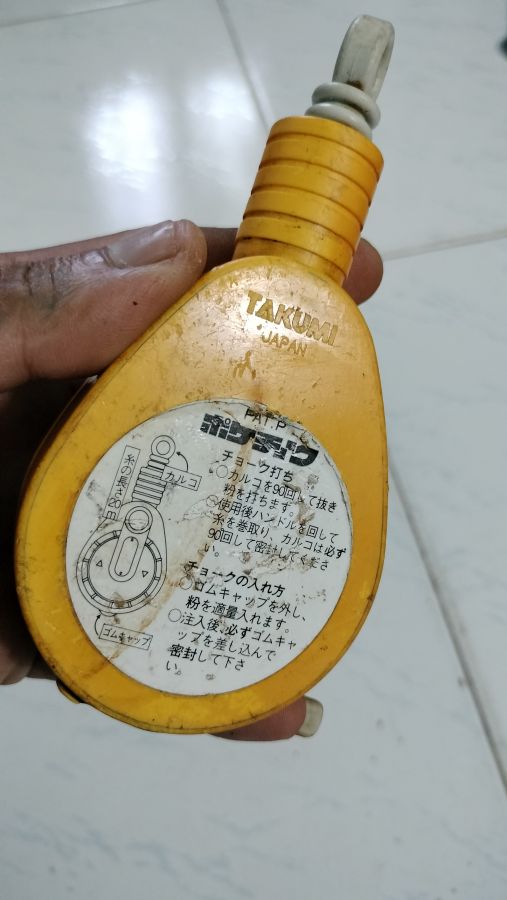 TAKUMI
JAPAN
PAT.P
チョーク打ち
○カルコを90回して抜き
粉を打ちます。
○使用後ハンドルを回して
糸を巻取り、カルコは必ず
90回して密封してくださ
い。
チョークの入れ方
○ゴムキャップを外し、
粉を適量入れます。
○注入後、必ずゴムキャ
ップを差し込んで
密封して下さ
い。
カルコ
糸の長さ20m
ゴムキャップ